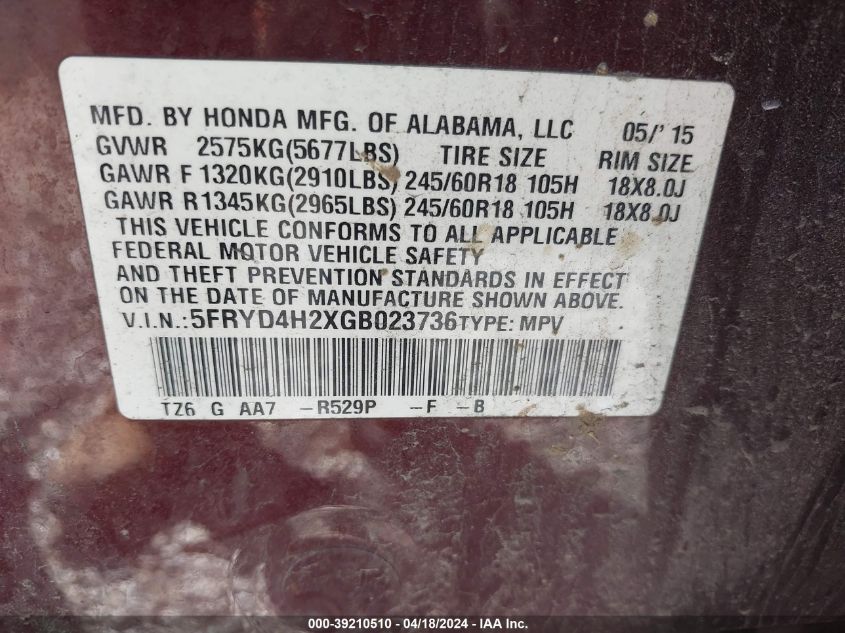 MFD. BY HONDA MFG. OF ALABAMA, LLC 05/' 15
GVWR 2575KG(5677LBS) TIRE SIZE RIM SIZE
GAWR F 1320KG(2910LBS) 245/60R18 105H 18X8.0J
GAWR R 1345KG(2965LBS) 245/60R18 105H 18X8.0J
THIS VEHICLE CONFORMS TO ALL APPLICABLE
FEDERAL MOTOR VEHICLE SAFETY
AND THEFT PREVENTION STANDARDS IN EFFECT
ON THE DATE OF MANUFACTURE SHOWN ABOVE.
V.I.N.:5FRYD4H2XGB023736 TYPE: MPV
TZ6 G AA7 -R529P -F -B
000-39210510 - 04/18/2024 - IAA Inc.